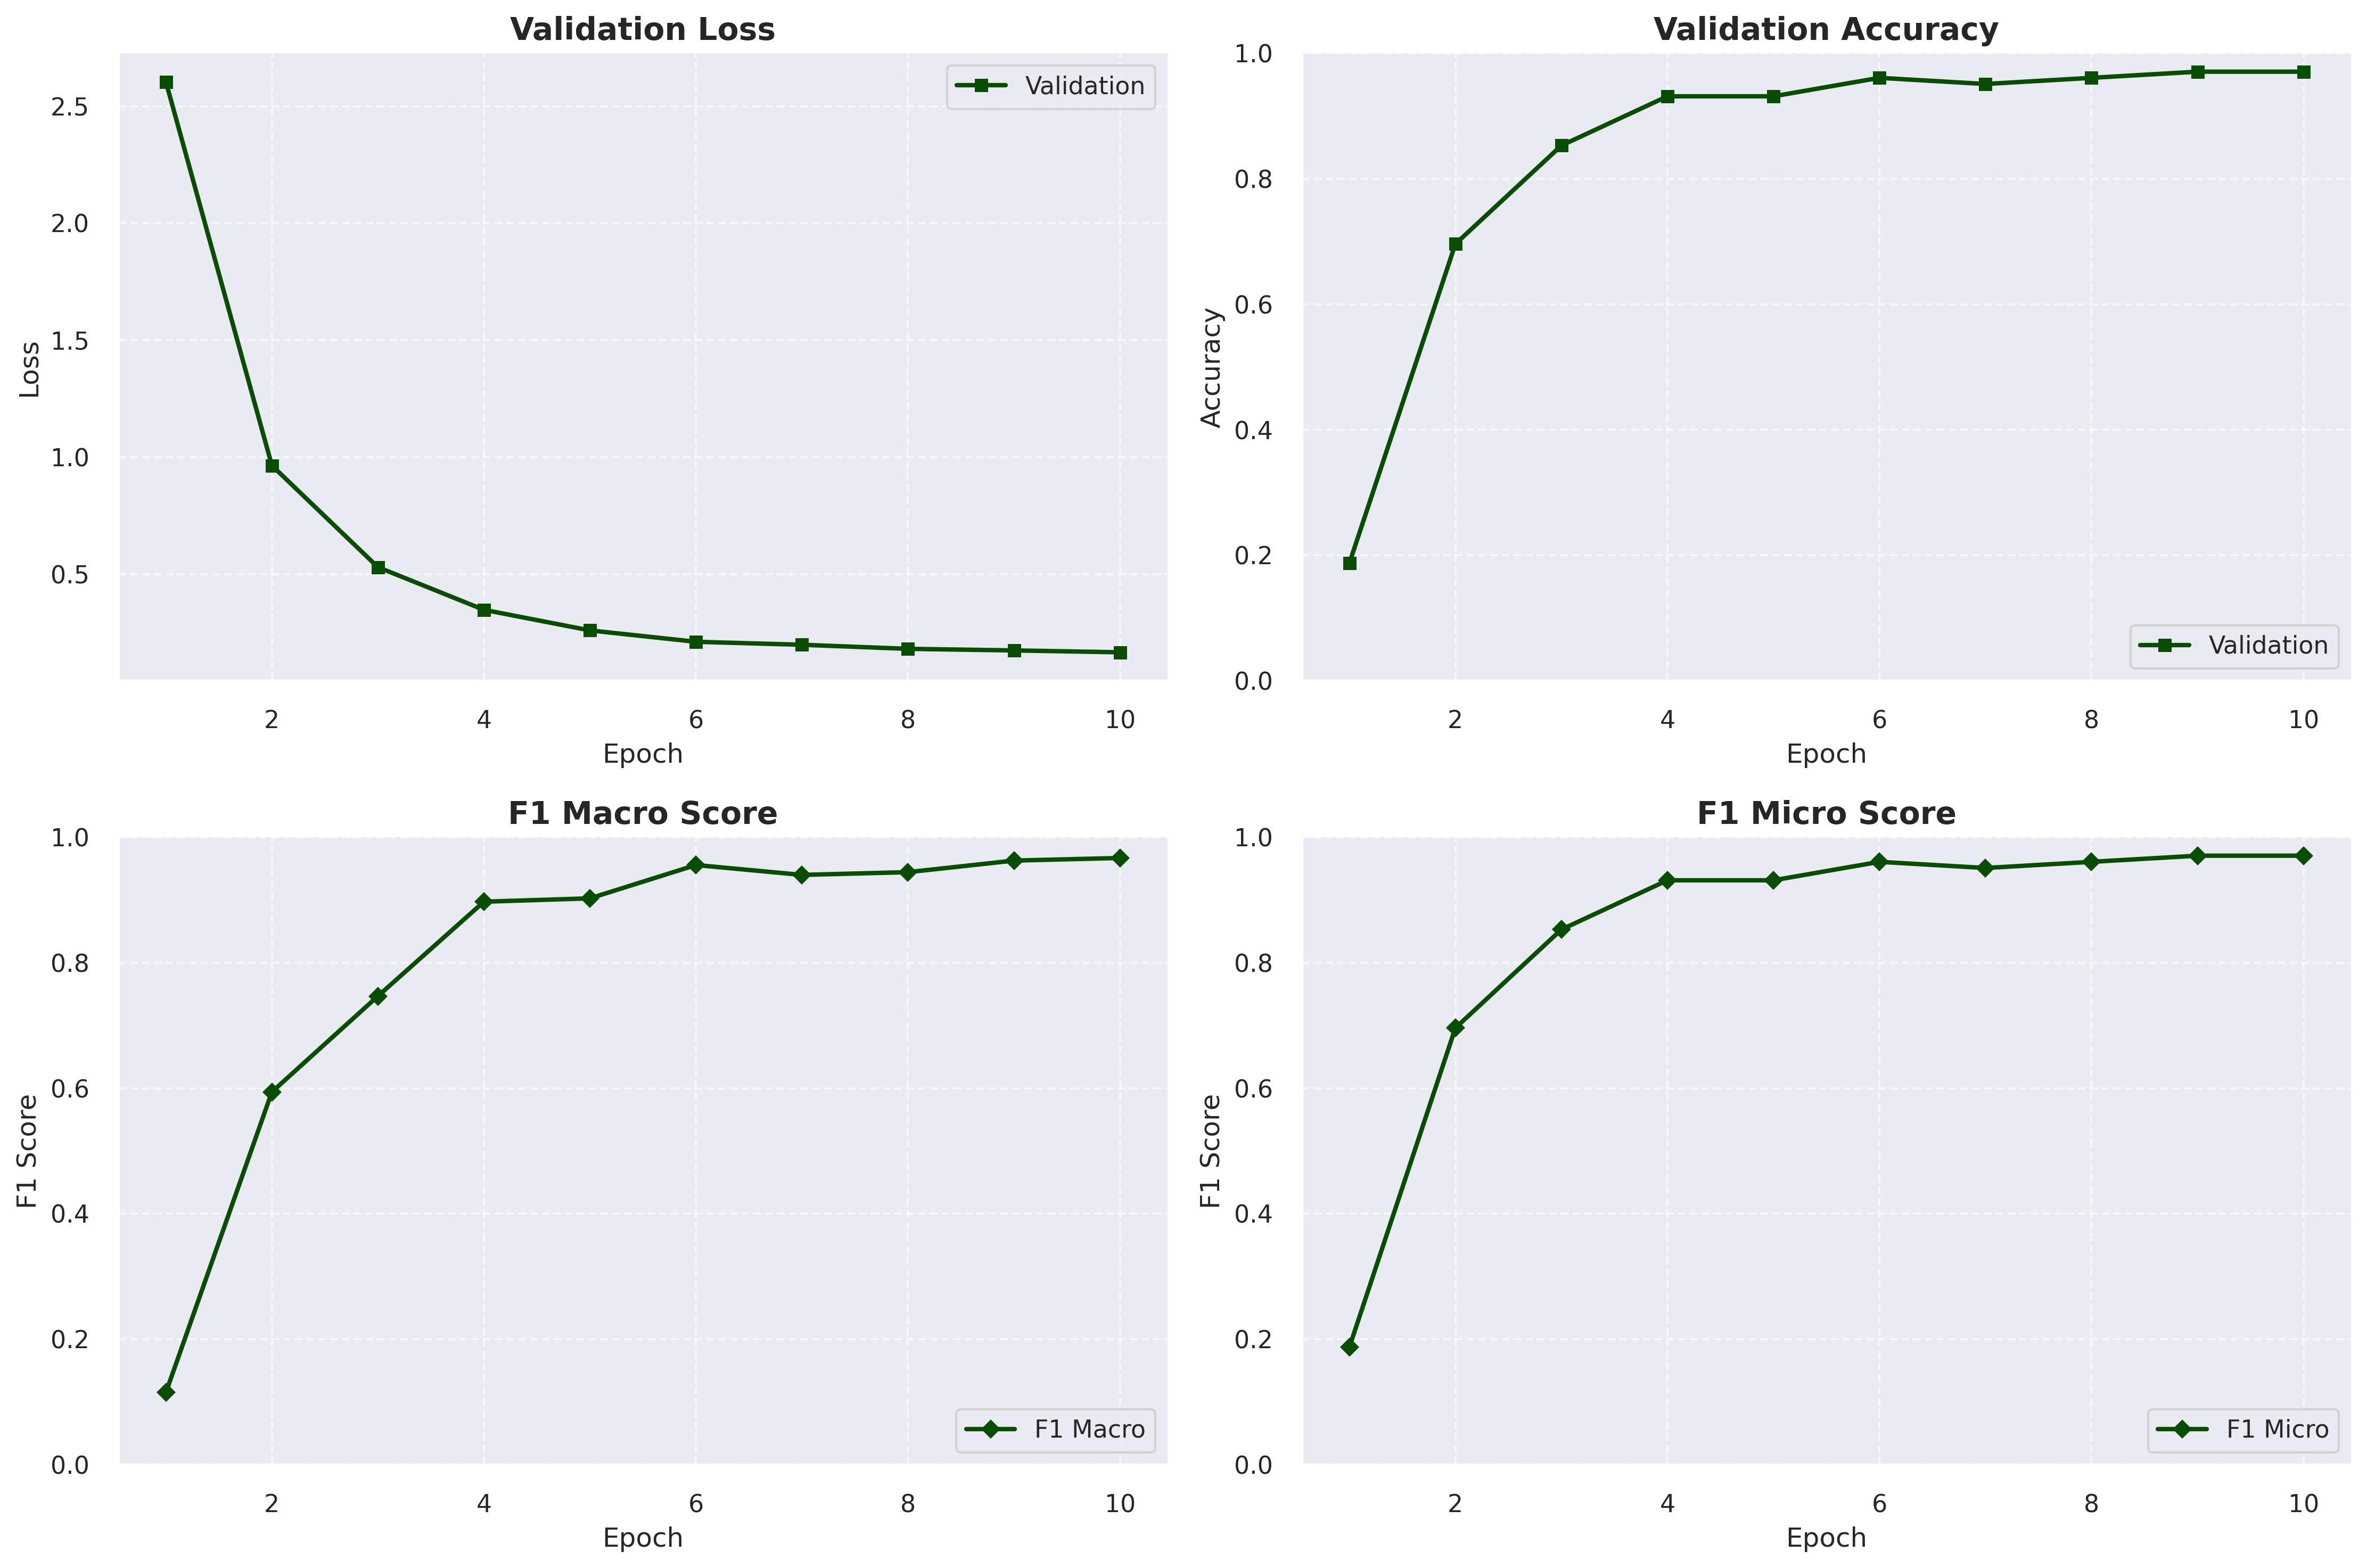 Validation Loss
Validation
2.5
2.0
1.5
1.0
0.5
Loss
2 4 6 8 10
Epoch
Validation Accuracy
1.0
0.8
0.6
0.4
0.2
0.0
Accuracy
Validation
2 4 6 8 10
Epoch
F1 Macro Score
1.0
0.8
0.6
0.4
0.2
0.0
F1 Score
F1 Macro
2 4 6 8 10
Epoch
F1 Micro Score
1.0
0.8
0.6
0.4
0.2
0.0
F1 Score
F1 Micro
2 4 6 8 10
Epoch